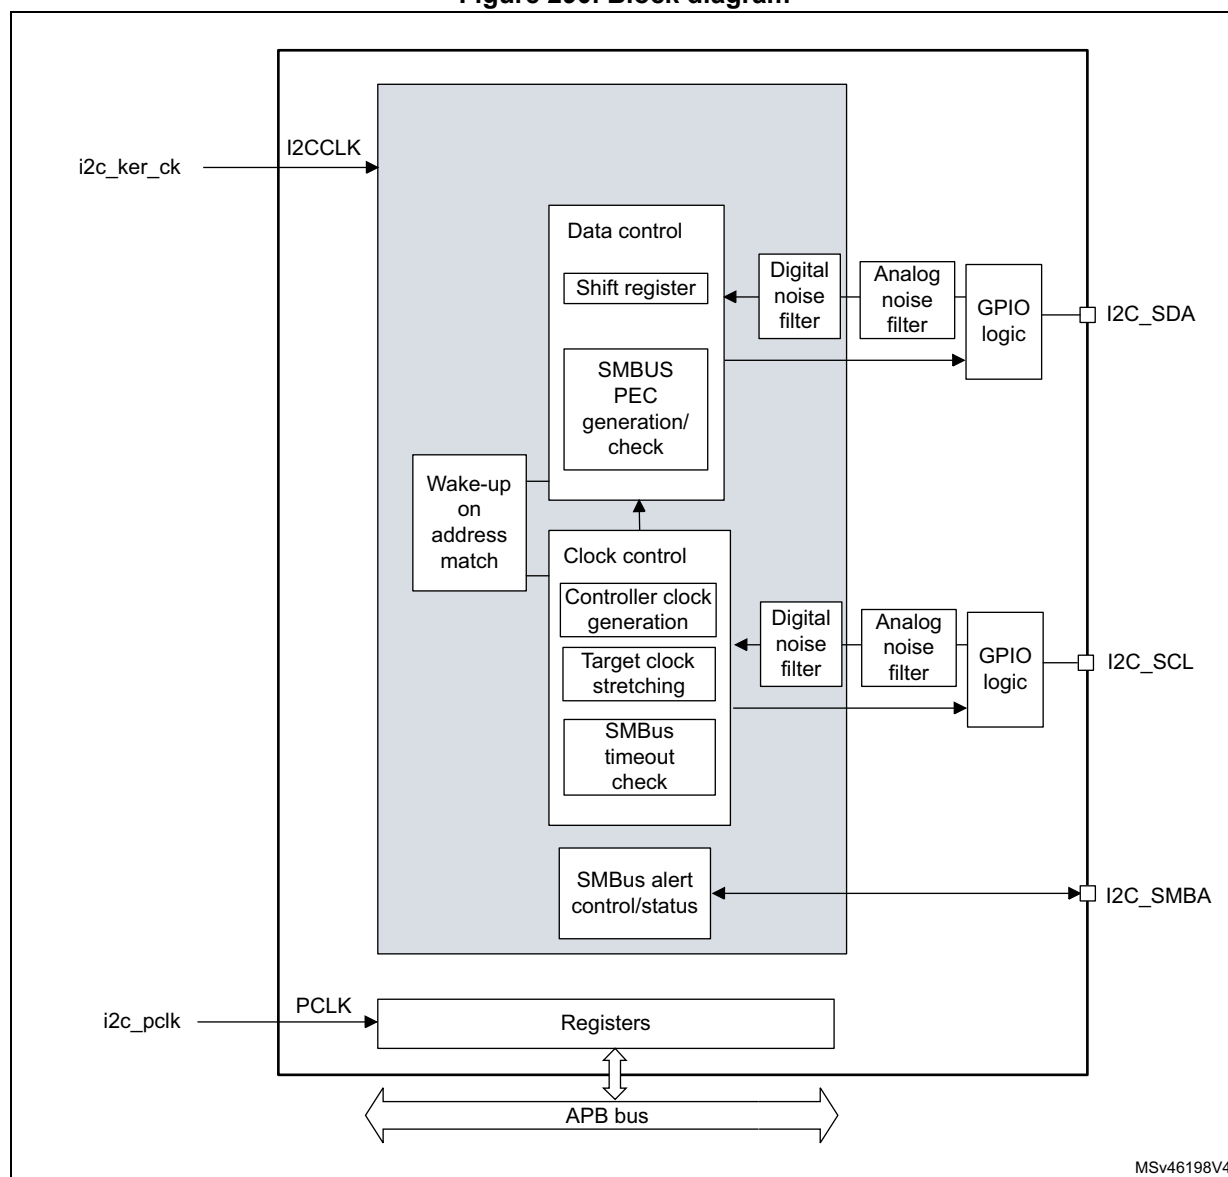 I2CCLK
i2c_ker_ck
Data control
Shift register
SMBUS
PEC
generation/
check
Digital
noise
filter
Analog
noise
filter
GPIO
logic
I2C_SDA
Wake-up
on
address
match
Clock control
Controller clock
generation
Target clock
stretching
SMBus
timeout
check
Digital
noise
filter
Analog
noise
filter
GPIO
logic
I2C_SCL
SMBus alert
control/status
I2C_SMBA
PCLK
i2c_pclk
Registers
APB bus
MSv46198V4